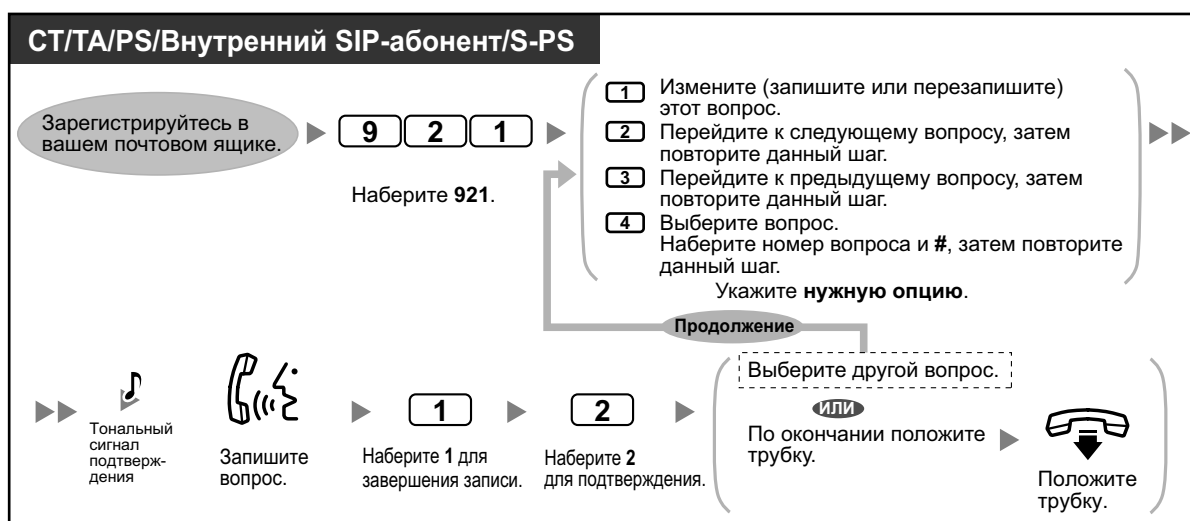 СТ/ТА/PS/Внутренний SIP-абонент/S-PS
Зарегистрируйтесь в
вашем почтовом ящике.
9 2 1
Наберите 921.
1 Измените (запишите или перезапишите)
этот вопрос.
2 Перейдите к следующему вопросу, затем
повторите данный шаг.
3 Перейдите к предыдущему вопросу, затем
повторите данный шаг.
4 Выберите вопрос.
Наберите номер вопроса и #, затем повторите
данный шаг.
Укажите нужную опцию.
Продолжение
Тональный
сигнал
подтверж-
дения
Запишите
вопрос.
1
Наберите 1 для
завершения записи.
2
Наберите 2
для подтверждения.
Выберите другой вопрос.
ИЛИ
По окончании положите
трубку.
Положите
трубку.